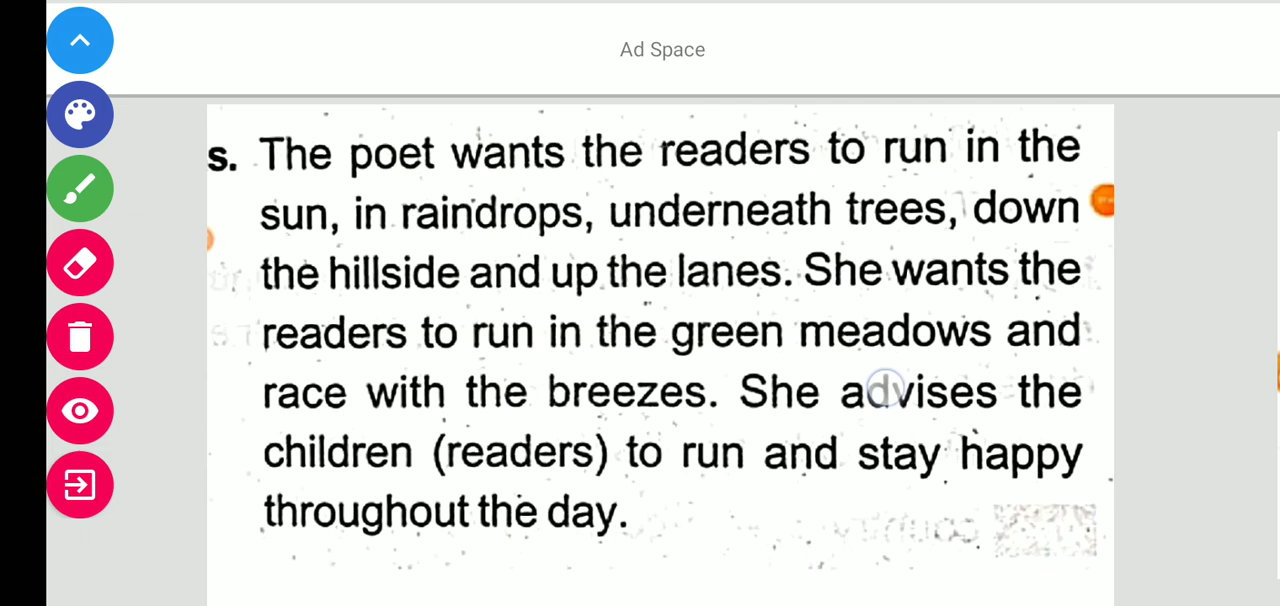 Ad Space
s. The poet wants the readers to run in the
sun, in raindrops, underneath trees, down
the hillside and up the lanes. She wants the
readers to run in the green meadows and
race with the breezes. She advises the
children (readers) to run and stay happy
throughout the day.